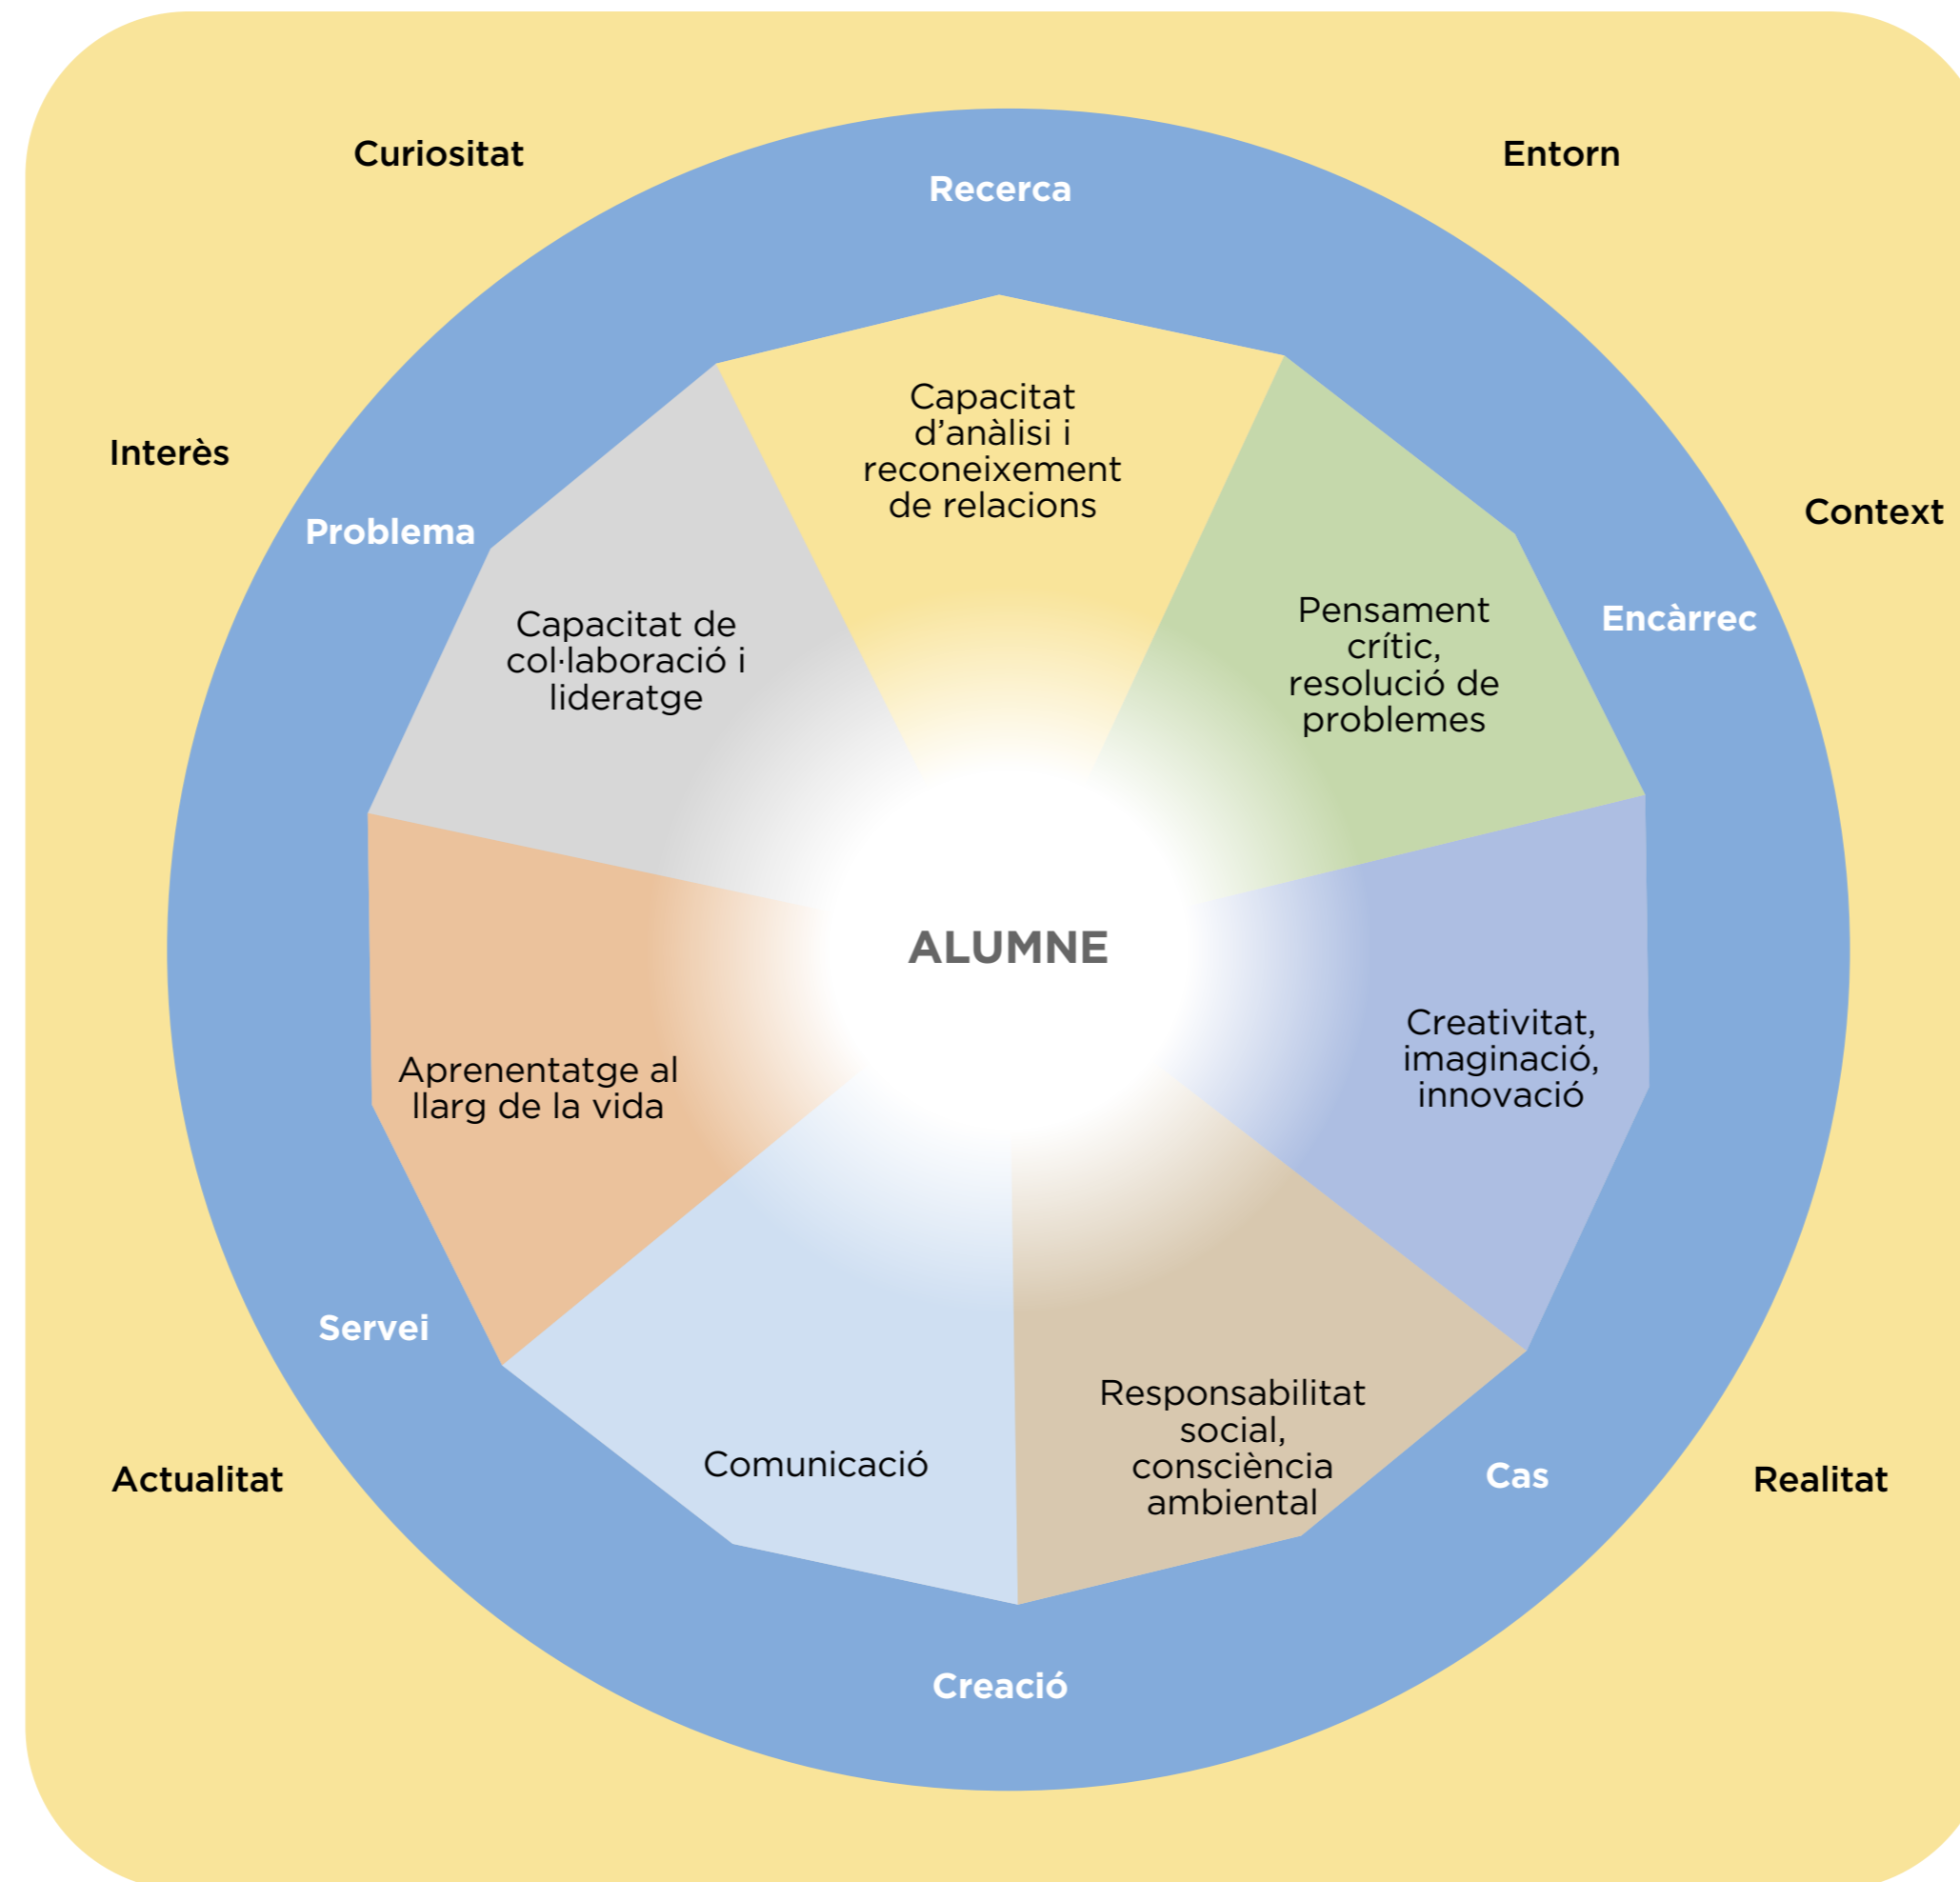 Curiositat
Entorn
Recerca
Interès
Context
Problema
Encàrrec
Capacitat
d’anàlisi i
reconeixement
de relacions
Capacitat de
col·laboració i
lideratge
Pensament
crític,
resolució de
problemes
ALUMNE
Aprenentatge al
llarg de la vida
Creativitat,
imaginació,
innovació
Servei
Comunicació
Responsabilitat
social,
consciència
ambiental
Cas
Actualitat
Realitat
Creació